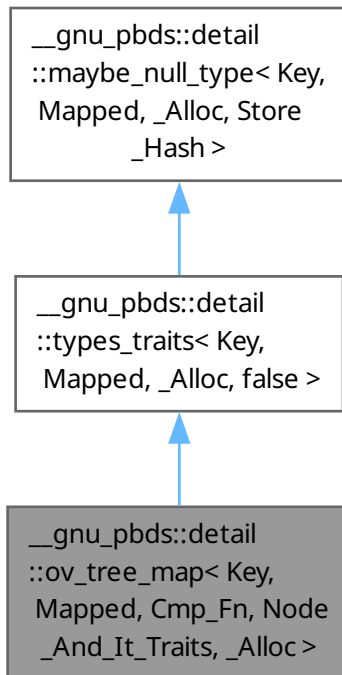 __gnu_pbds::detail
::maybe_null_type< Key,
Mapped, _Alloc, Store
_Hash >
__gnu_pbds::detail
::types_traits< Key,
Mapped, _Alloc, false >
__gnu_pbds::detail
::ov_tree_map< Key,
Mapped, Cmp_Fn, Node
_And_It_Traits, _Alloc >